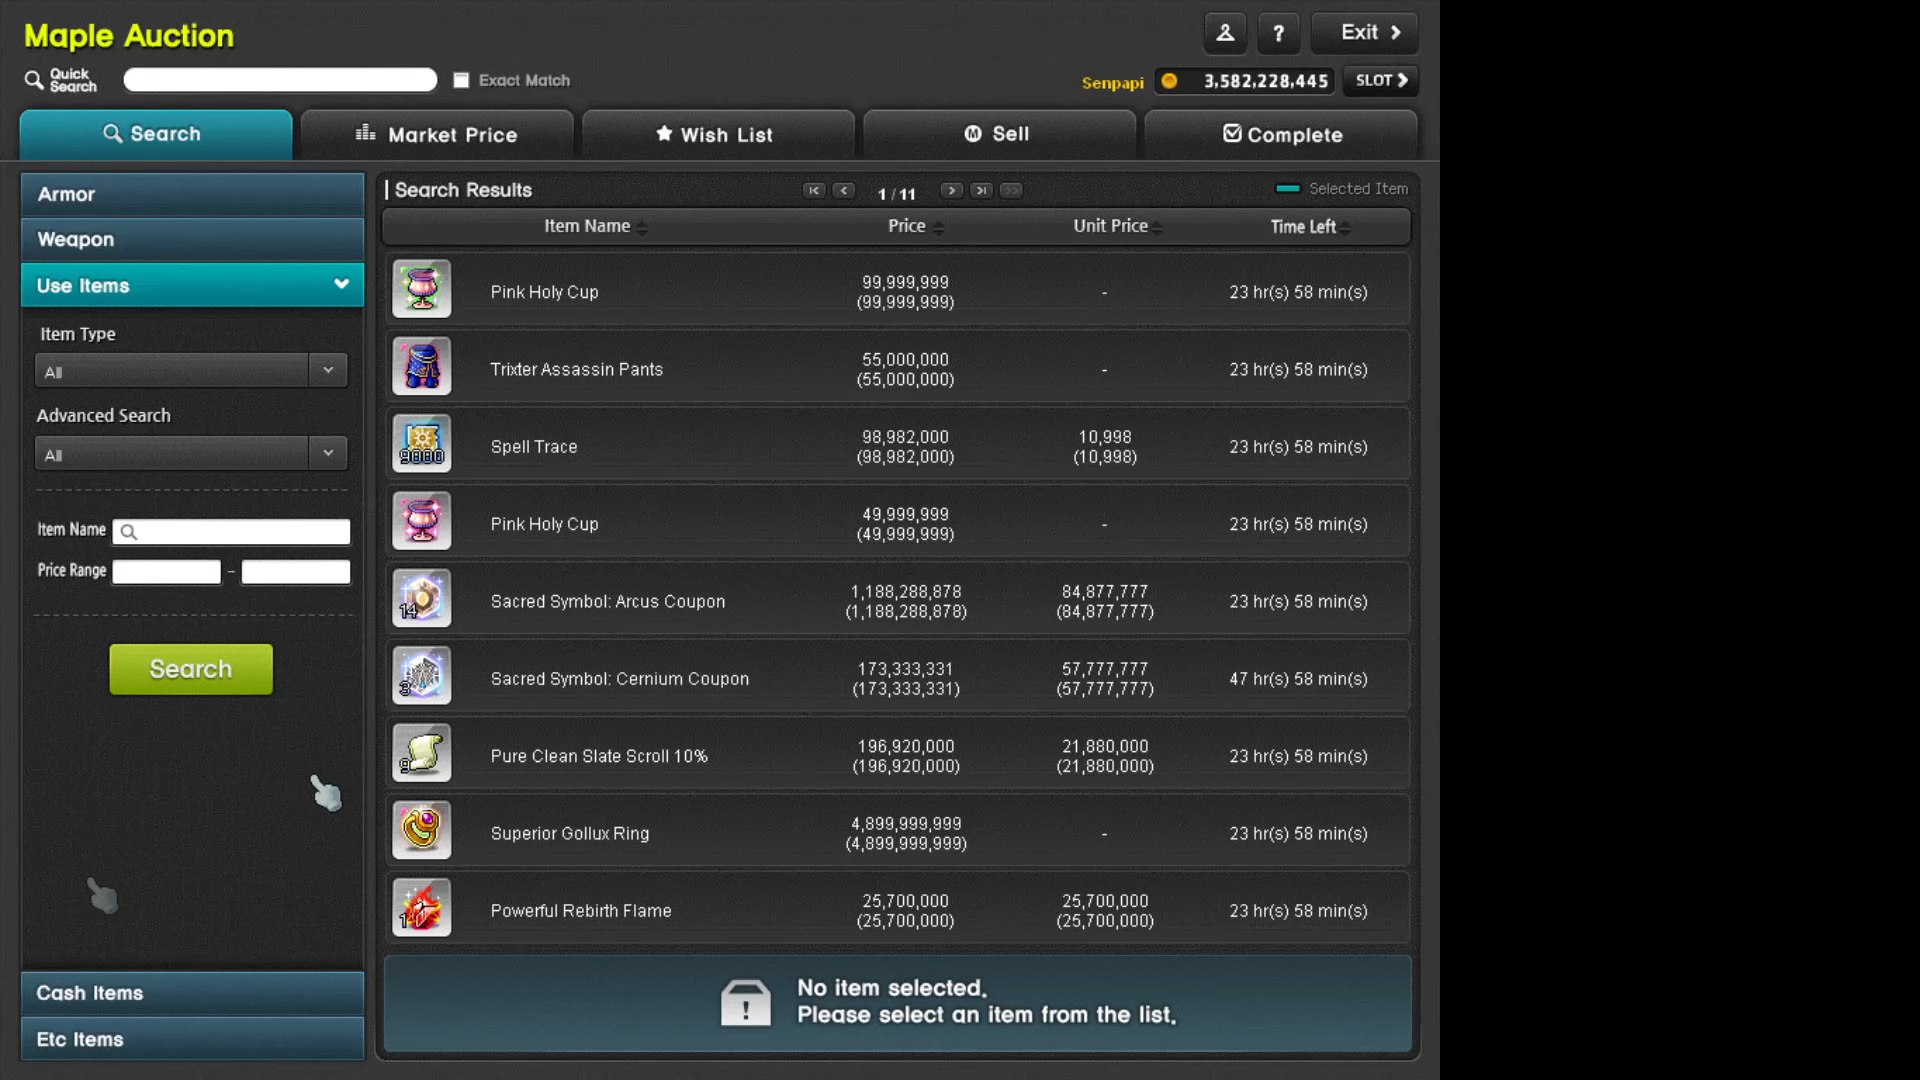 Maple Auction
?
Exit
Quick Search
Exact Match
Senpapi
3,582,228,445
SLOT
Search
Market Price
Wish List
Sell
Complete
Armor
Weapon
Use Items
Item Type
All
Advanced Search
All
Item Name
Price Range
–
Search
Cash Items
Etc Items
Search Results
1 / 11
Selected Item
Item Name Price Unit Price Time Left
Pink Holy Cup 99,999,999 (99,999,999) - 23 hr(s) 58 min(s)
Trixter Assassin Pants 55,000,000 (55,000,000) - 23 hr(s) 58 min(s)
9000 Spell Trace 98,982,000 (98,982,000) 10,998 (10,998) 23 hr(s) 58 min(s)
Pink Holy Cup 49,999,999 (49,999,999) - 23 hr(s) 58 min(s)
14 Sacred Symbol: Arcus Coupon 1,188,288,878 (1,188,288,878) 84,877,777 (84,877,777) 23 hr(s) 58 min(s)
3 Sacred Symbol: Cernium Coupon 173,333,331 (173,333,331) 57,777,777 (57,777,777) 47 hr(s) 58 min(s)
9 Pure Clean Slate Scroll 10% 196,920,000 (196,920,000) 21,880,000 (21,880,000) 23 hr(s) 58 min(s)
Superior Gollux Ring 4,899,999,999 (4,899,999,999) - 23 hr(s) 58 min(s)
1 Powerful Rebirth Flame 25,700,000 (25,700,000) 25,700,000 (25,700,000) 23 hr(s) 58 min(s)
No item selected.
Please select an item from the list.